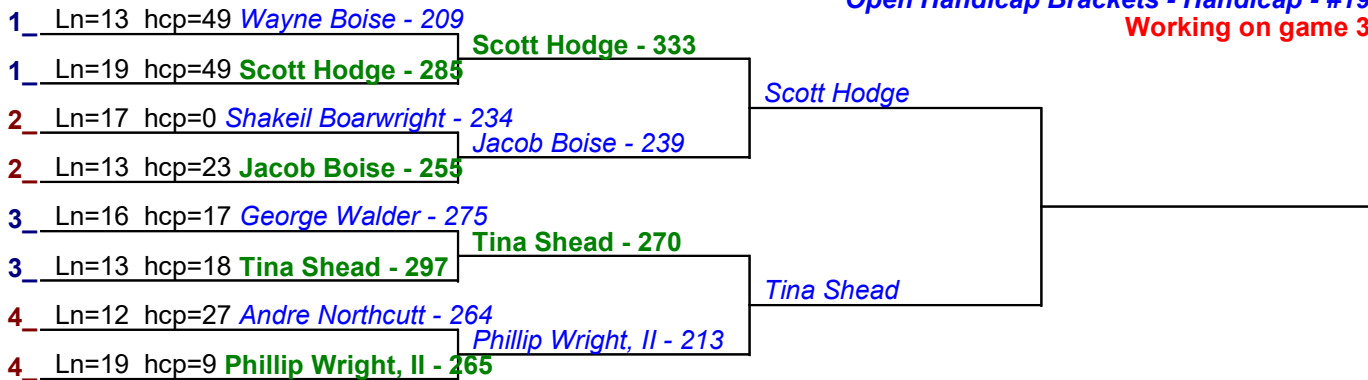 Open Handicap Brackets - Handicap - #19
Working on game 3
1_ Ln=13 hcp=49 Wayne Boise - 209
Scott Hodge - 333
1_ Ln=19 hcp=49 Scott Hodge - 285
Scott Hodge
2_ Ln=17 hcp=0 Shakeil Boarwright - 234
Jacob Boise - 239
2_ Ln=13 hcp=23 Jacob Boise - 255
3_ Ln=16 hcp=17 George Walder - 275
Tina Shead - 270
3_ Ln=13 hcp=18 Tina Shead - 297
Tina Shead
4_ Ln=12 hcp=27 Andre Northcutt - 264
Phillip Wright, II - 213
4_ Ln=19 hcp=9 Phillip Wright, II - 265